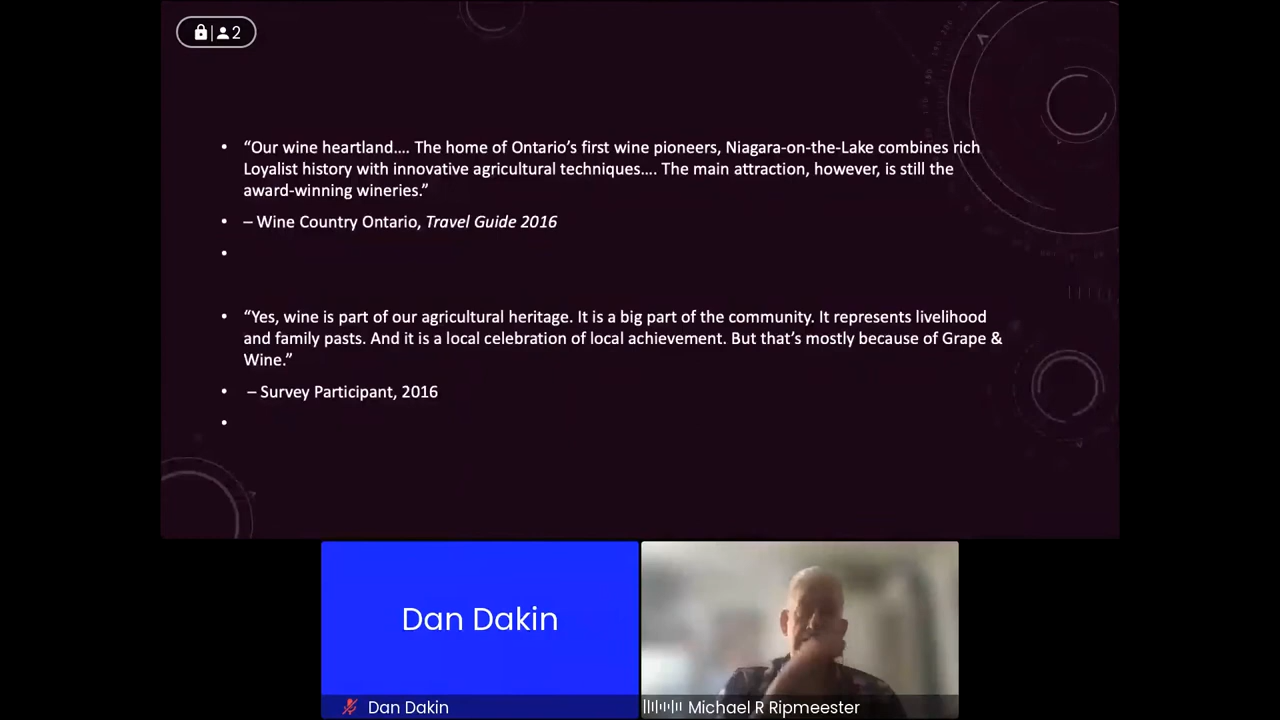 2
“Our wine heartland.... The home of Ontario’s first wine pioneers, Niagara-on-the-Lake combines rich
Loyalist history with innovative agricultural techniques.... The main attraction, however, is still the
award-winning wineries.”
– Wine Country Ontario, Travel Guide 2016
“Yes, wine is part of our agricultural heritage. It is a big part of the community. It represents livelihood
and family pasts. And it is a local celebration of local achievement. But that’s mostly because of Grape &
Wine.”
– Survey Participant, 2016
Dan Dakin
Dan Dakin
Michael R Ripmeester